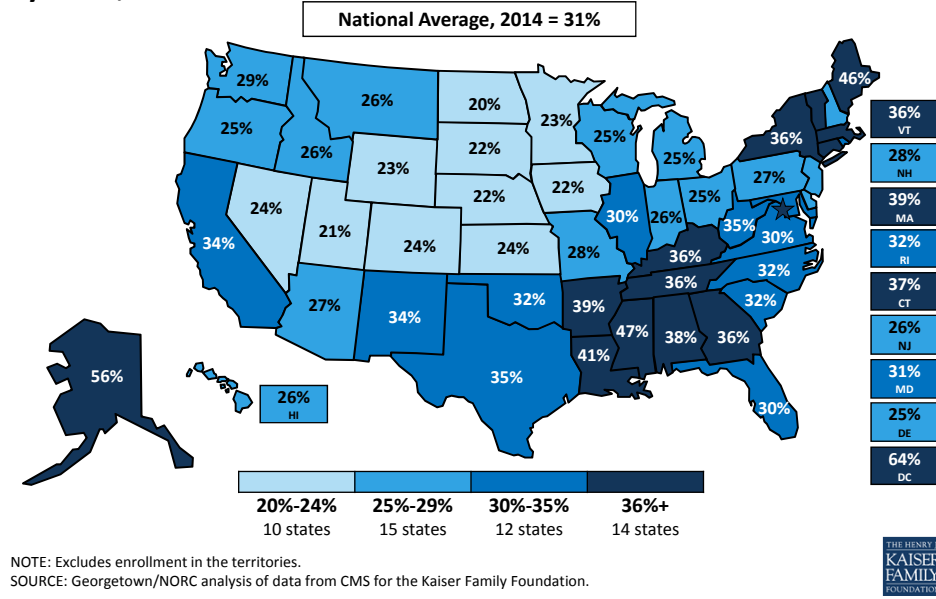 National Average, 2014 = 31%
46%
29%
26%
20%
23%
36%
VT
25%
22%
25%
36%
28%
NH
26%
23%
25%
27%
39%
MA
22%
22%
25%
24%
26%
30%
35%
32%
RI
34%
21%
24%
24%
28%
36%
30%
37%
CT
36%
32%
27%
34%
32%
39%
32%
26%
NJ
47%
38%
36%
41%
31%
MD
56%
35%
26%
HI
30%
25%
DE
64%
DC
20%-24% 25%-29% 30%-35% 36%+
10 states 15 states 12 states 14 states
NOTE: Excludes enrollment in the territories.
SOURCE: Georgetown/NORC analysis of data from CMS for the Kaiser Family Foundation.
THE HENRY J
KAISER
FAMILY
FOUNDATION